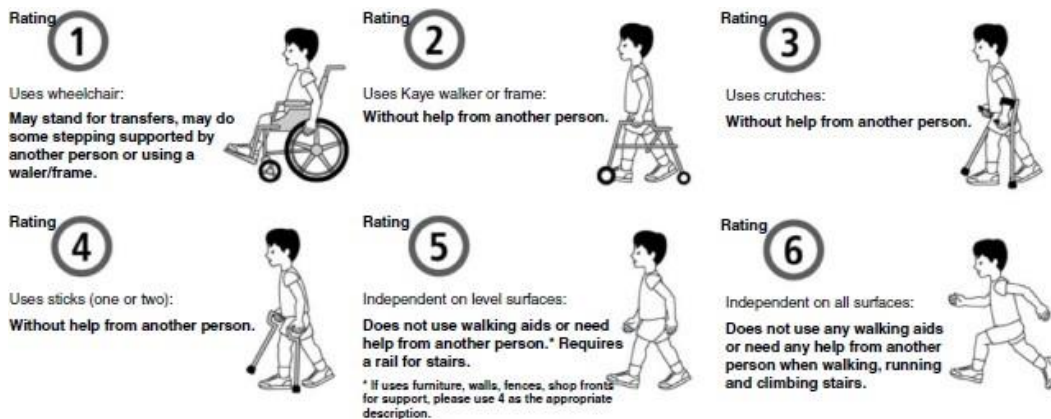 Rating
1
Uses wheelchair:
May stand for transfers, may do
some stepping supported by
another person or using a
waler/frame.
Rating
2
Uses Kaye walker or frame:
Without help from another person.
Rating
3
Uses crutches:
Without help from another person.
Rating
4
Uses sticks (one or two):
Without help from another person.
Rating
5
Independent on level surfaces:
Does not use walking aids or need
help from another person.* Requires
a rail for stairs.
* If uses furniture, walls, fences, shop fronts
for support, please use 4 as the appropriate
description.
Rating
6
Independent on all surfaces:
Does not use any walking aids
or need any help from another
person when walking, running
and climbing stairs.